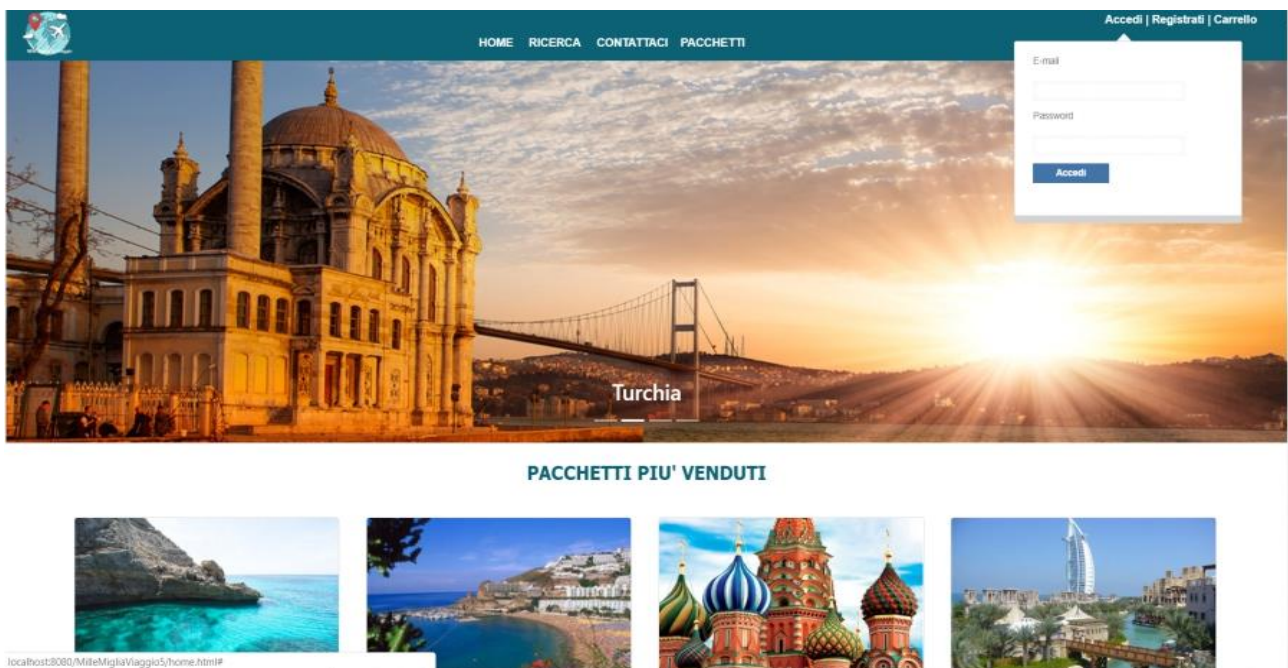 Accedi | Registrati | Carrello
HOME RICERCA CONTATTACI PACCHETTI
E-mail
Password
Accedi
Turchia
PACCHETTI PIU' VENDUTI
localhost:8080/MilleMigliaViaggio5/home.html#